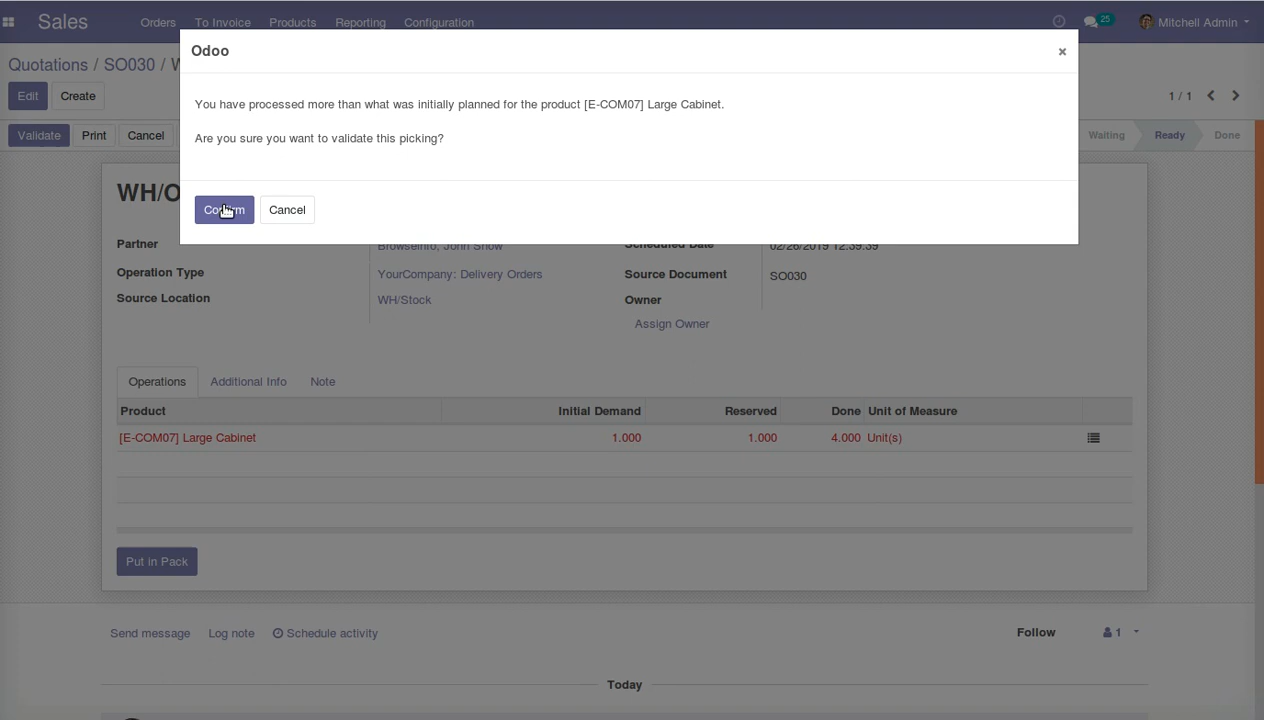 Sales Orders To Invoice Products Reporting Configuration 25 Mitchell Admin
Odoo ×
Quotations / SO030 /
You have processed more than what was initially planned for the product [E-COM07] Large Cabinet.
Edit Create 1 / 1
Are you sure you want to validate this picking?
Validate Print Cancel Waiting Ready Done
WH/O
Confirm Cancel
Partner Scheduled Date 02/26/2019 12:39:39
Operation Type YourCompany: Delivery Orders Source Document SO030
Source Location WH/Stock Owner
Assign Owner
Operations Additional Info Note
Product Initial Demand Reserved Done Unit of Measure
[E-COM07] Large Cabinet 1.000 1.000 4.000 Unit(s)
Put in Pack
Send message Log note Schedule activity Follow 1
Today